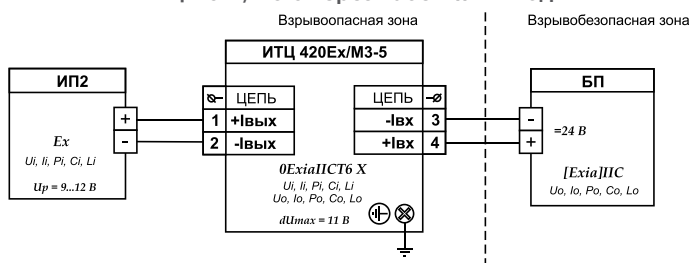 Взрывоопасная зона
Взрывобезопасная зона
ИТЦ 420Ех/М3-5
ИП2
БП
ЦЕПЬ
ЦЕПЬ
+
1
+Iвых
-Iвх
3
-
=24 В
-
2
-Iвых
+Iвх
4
+
Ex
Ui, Ii, Pi, Ci, Li
Up = 9...12 В
0ExiaIICT6 X
Ui, Ii, Pi, Ci, Li
Uo, Io, Po, Co, Lo
dUmax = 11 В
[Exia]IIC
Uo, Io, Po, Co, Lo